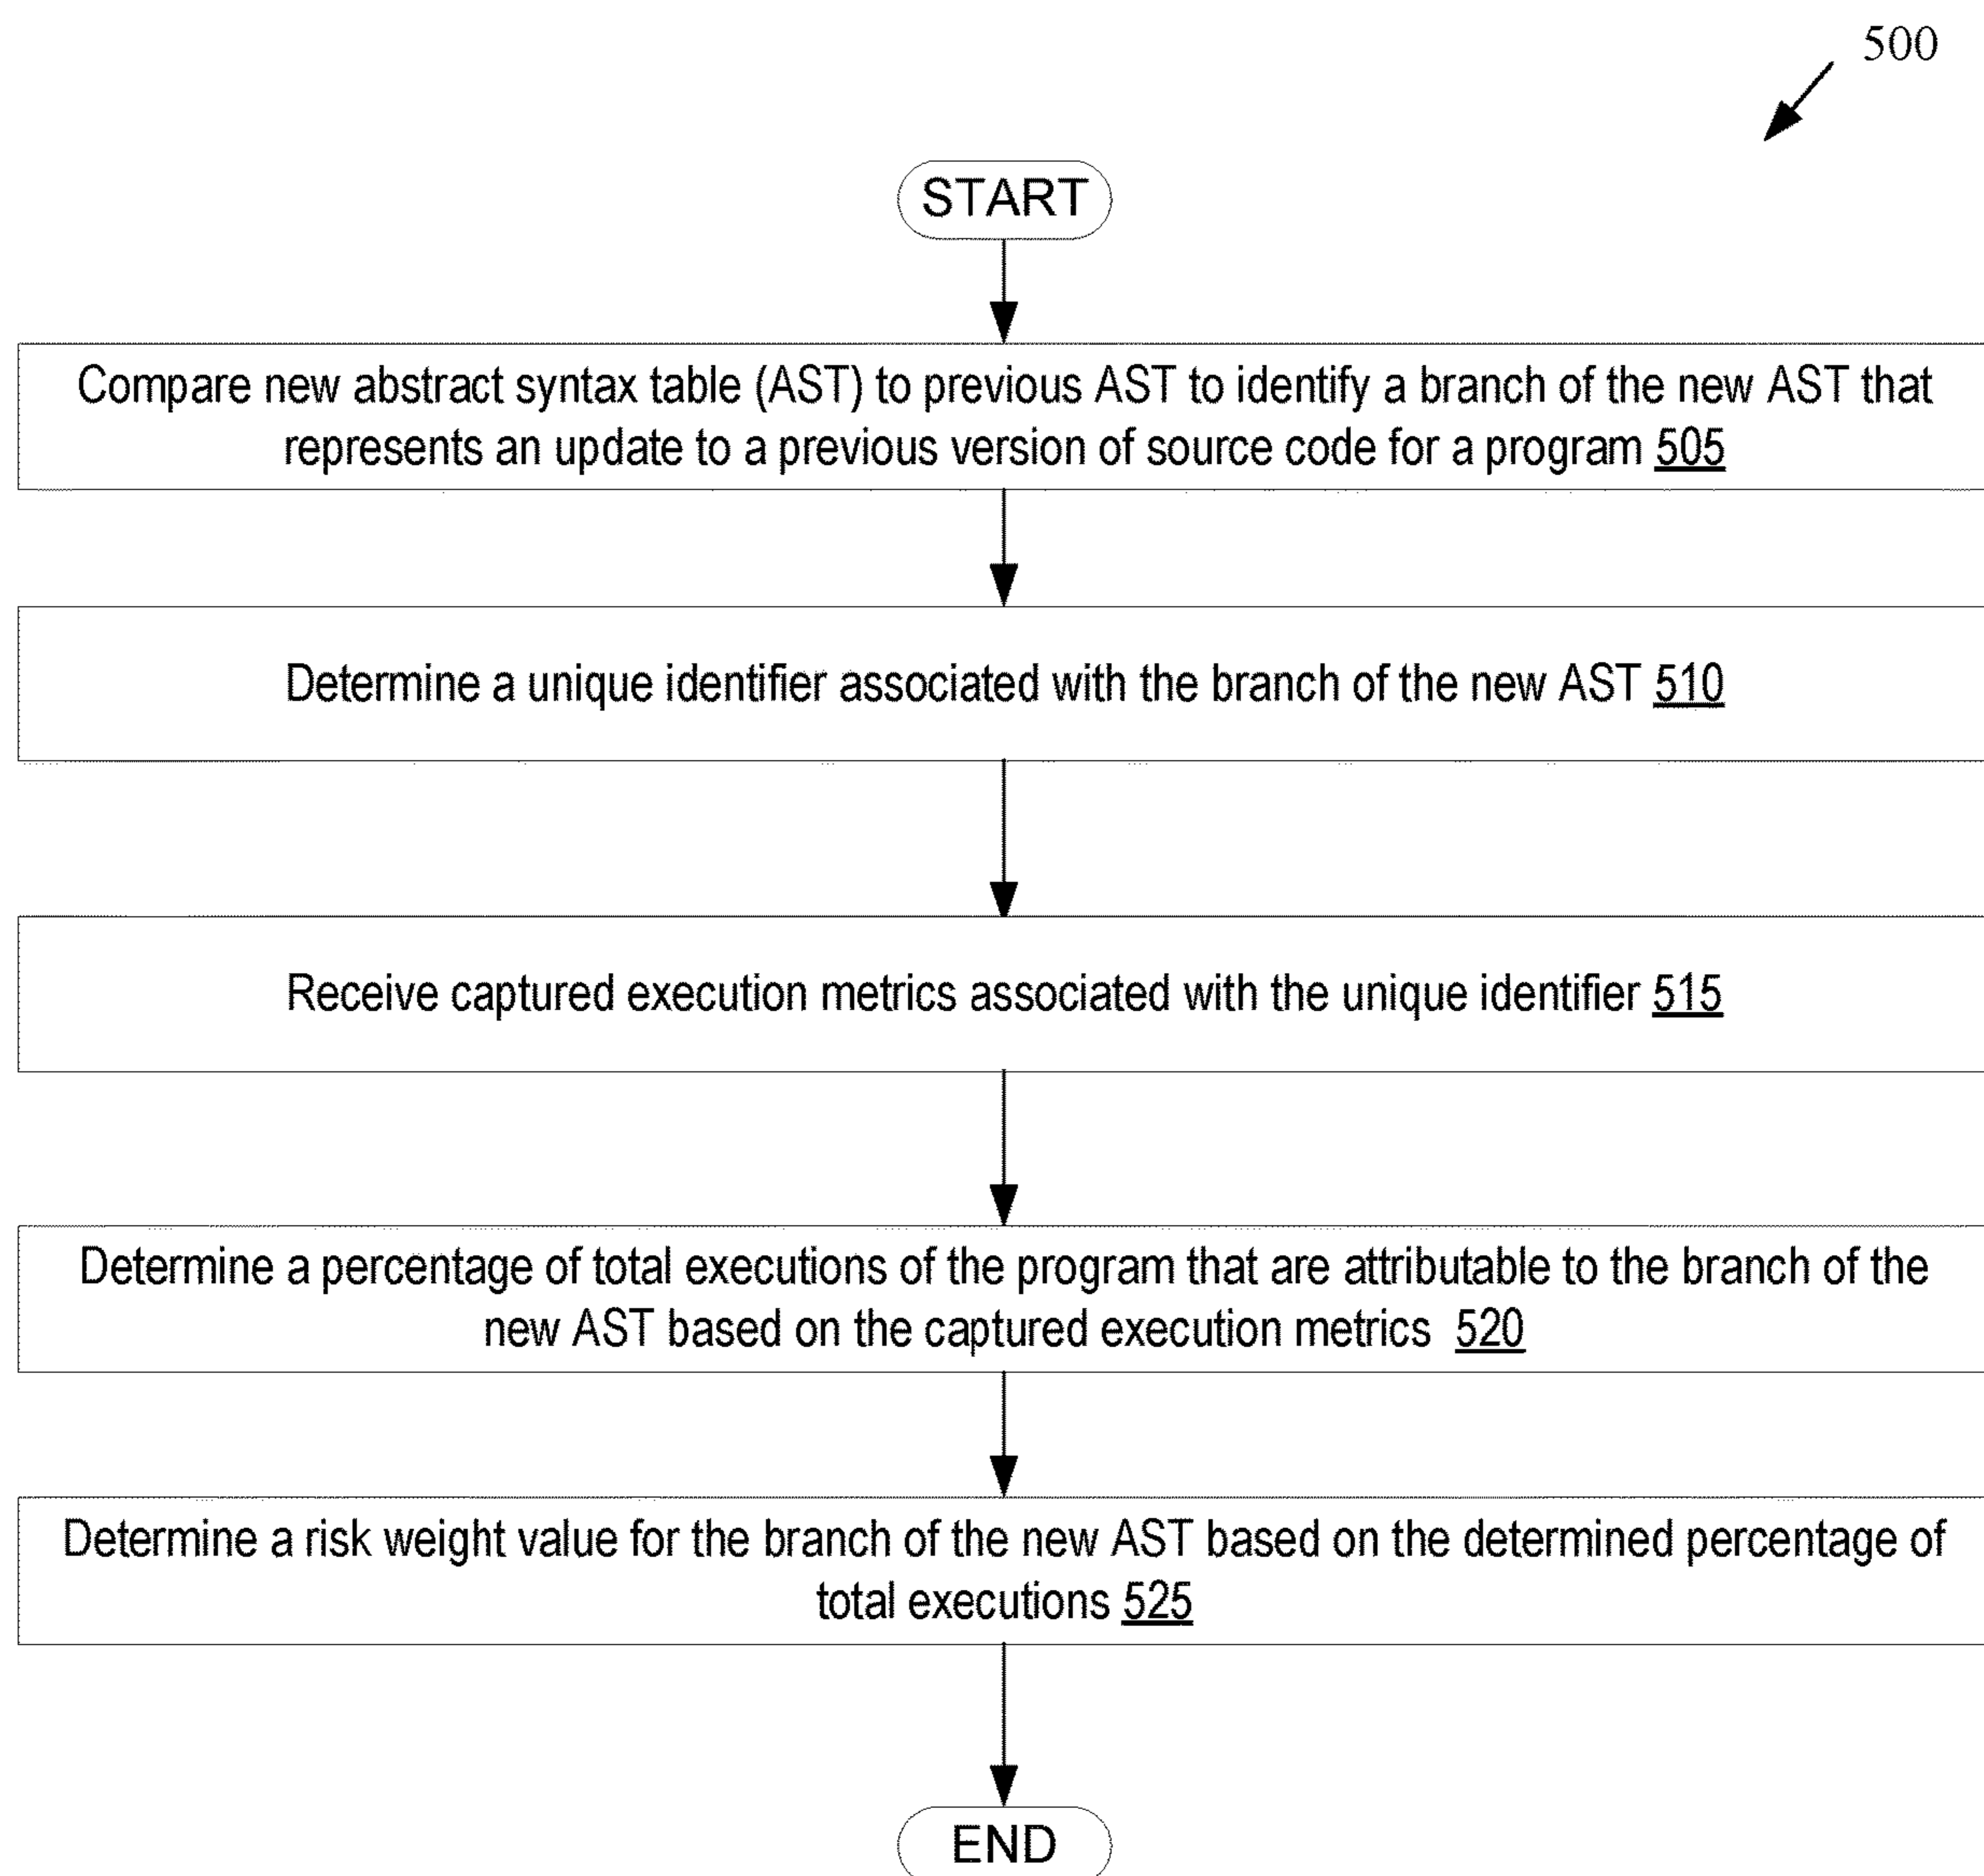 500
START
Compare new abstract syntax table (AST) to previous AST to identify a branch of the new AST that
represents an update to a previous version of source code for a program 505
Determine a unique identifier associated with the branch of the new AST 510
Receive captured execution metrics associated with the unique identifier 515
Determine a percentage of total executions of the program that are attributable to the branch of the
new AST based on the captured execution metrics 520
Determine a risk weight value for the branch of the new AST based on the determined percentage of
total executions 525
END